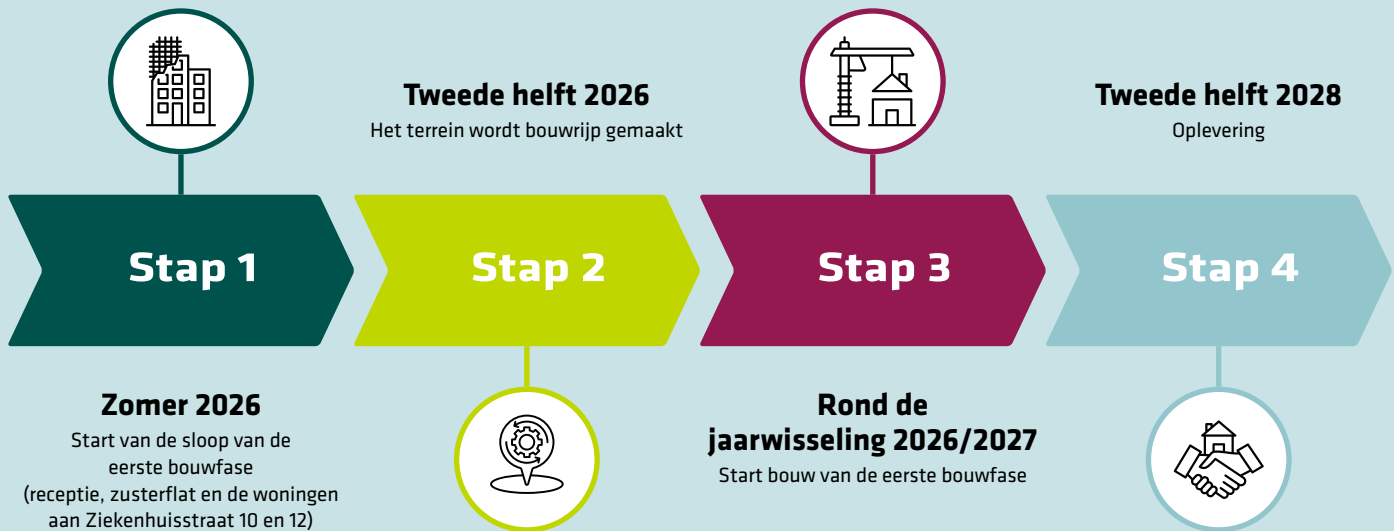 Tweede helft 2026
Het terrein wordt bouwrijp gemaakt
Tweede helft 2028
Oplevering
Stap 1
Stap 2
Stap 3
Stap 4
Zomer 2026
Start van de sloop van de
eerste bouwfase
(receptie, zusterflat en de woningen
aan Ziekenhuisstraat 10 en 12)
Rond de
jaarwisseling 2026/2027
Start bouw van de eerste bouwfase